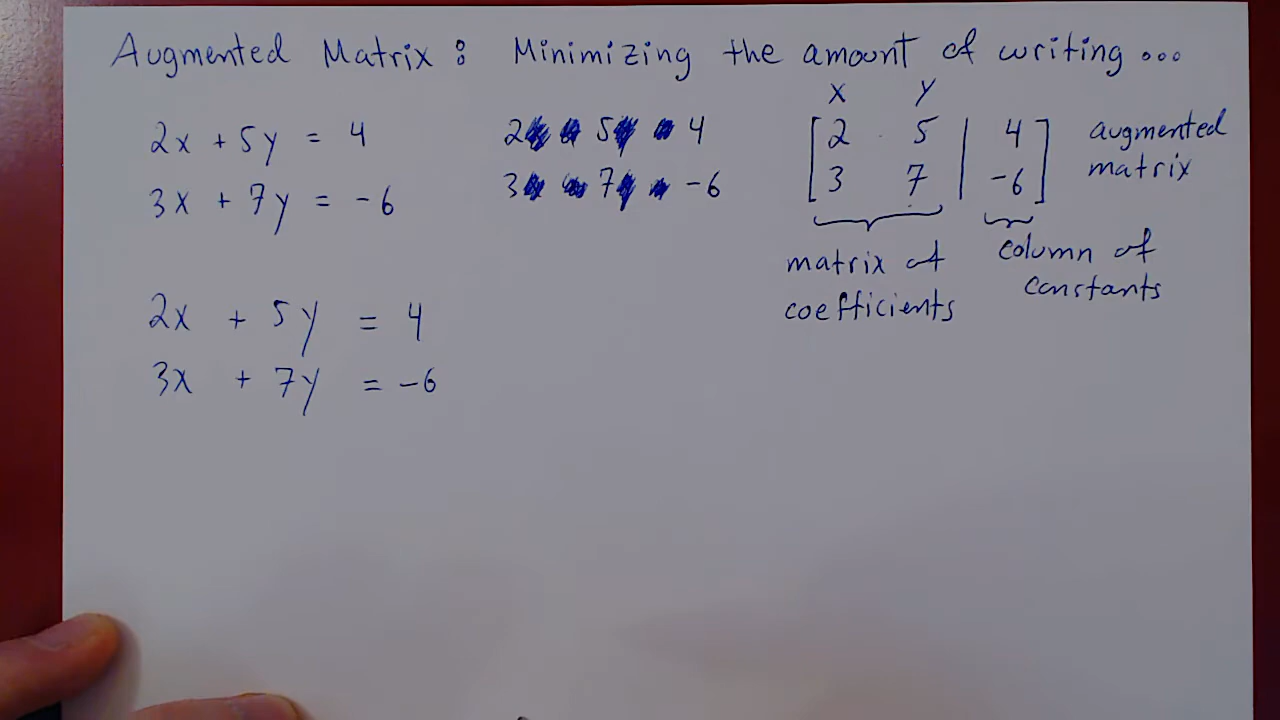 Augmented Matrix: Minimizing the amount of writing...
2x + 5y = 4
3x + 7y = -6
2 5 4
3 7 -6
x y
[2 5 | 4]
[3 7 | -6]
augmented
matrix
matrix of
coefficients
column of
constants
2x + 5y = 4
3x + 7y = -6